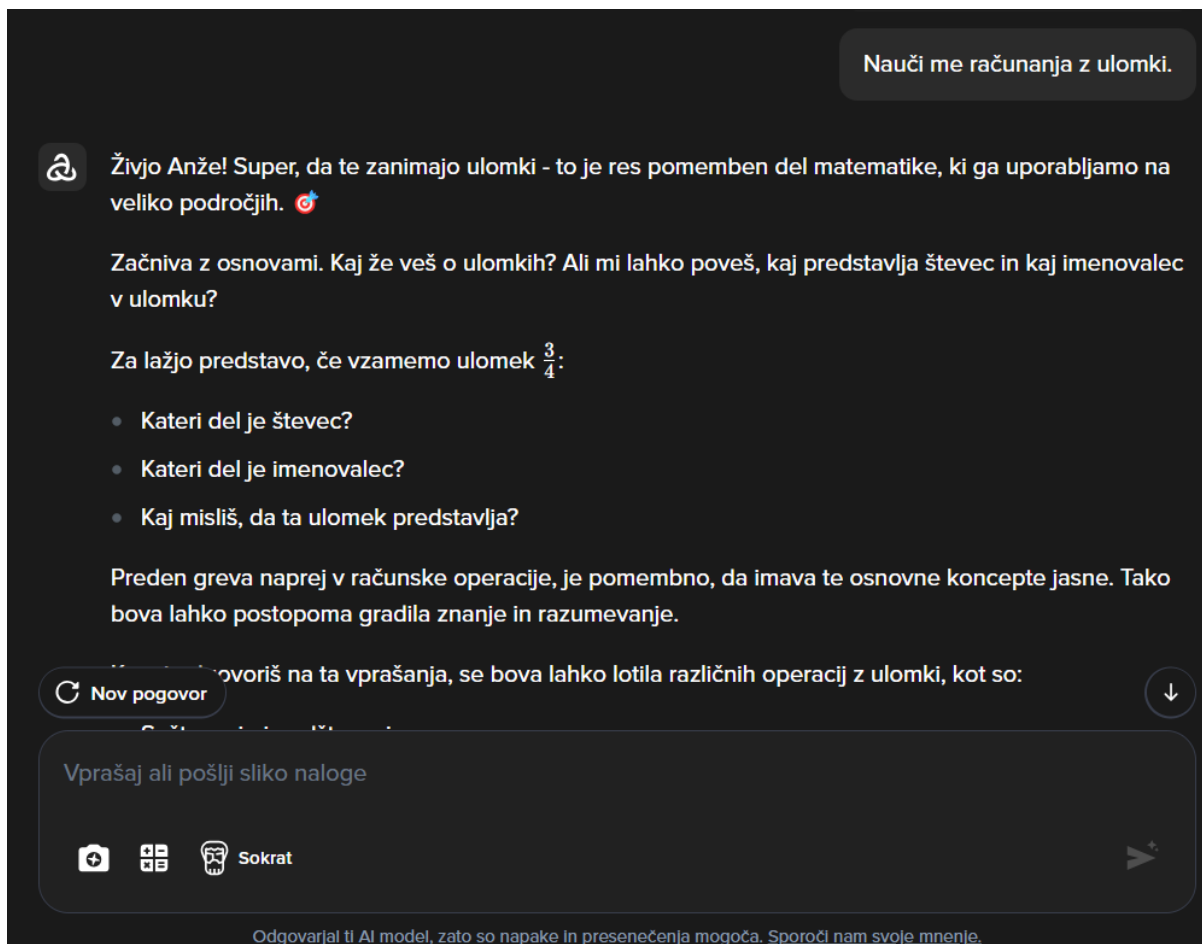 Nauči me računanja z ulomki.
Živjo Anže! Super, da te zanimajo ulomki - to je res pomemben del matematike, ki ga uporabljamo na
veliko področjih. 🎯
Začniva z osnovami. Kaj že veš o ulomkih? Ali mi lahko poveš, kaj predstavlja števec in kaj imenovalec
v ulomku?
Za lažjo predstavo, če vzamemo ulomek 3/4:
Kateri del je števec?
Kateri del je imenovalec?
Kaj misliš, da ta ulomek predstavlja?
Preden greva naprej v računske operacije, je pomembno, da imava te osnovne koncepte jasne. Tako
bova lahko postopoma gradila znanje in razumevanje.
na ta vprašanja, se bova lahko lotila različnih operacij z ulomki, kot so:
Nov pogovor
Vprašaj ali pošlji sliko naloge
Sokrat
Odgovarjal ti AI model, zato so napake in presenečenja mogoča. Sporoči nam svoje mnenje.